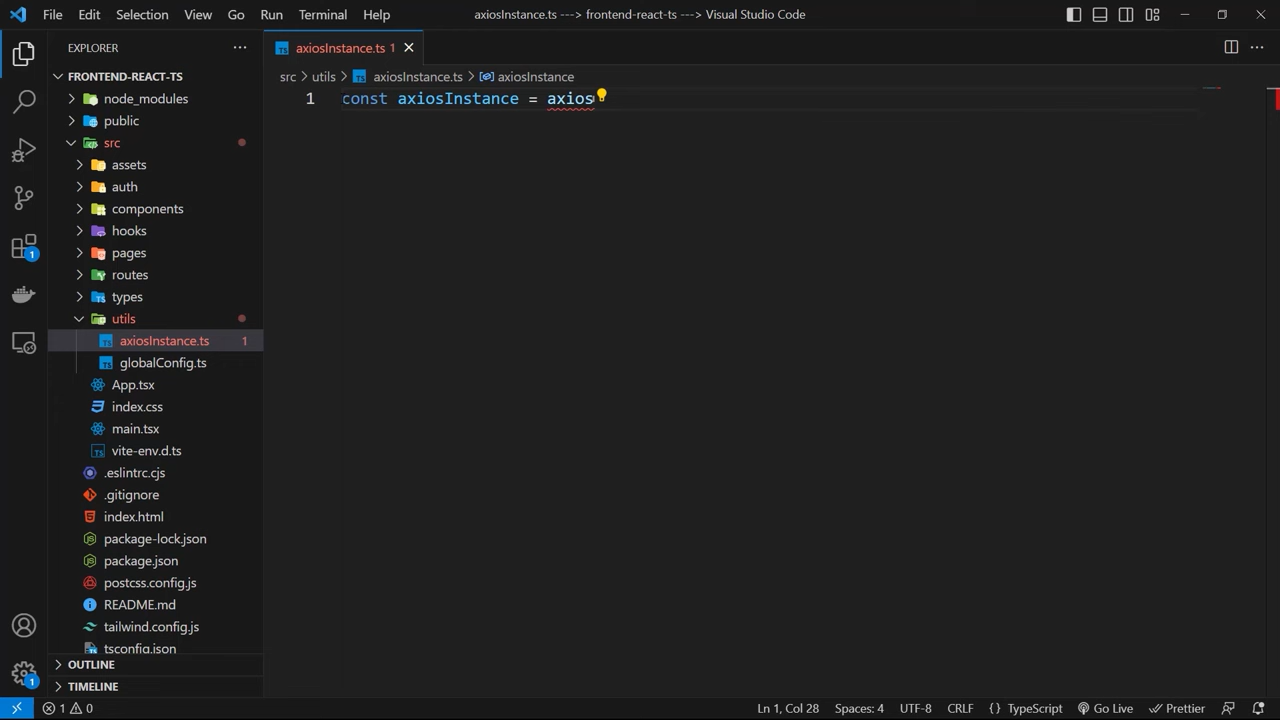 File Edit Selection View Go Run Terminal Help axiosInstance.ts ---> frontend-react-ts ---> Visual Studio Code
EXPLORER
FRONTEND-REACT-TS
node_modules
public
src
assets
auth
components
hooks
pages
routes
types
utils
axiosInstance.ts 1
globalConfig.ts
App.tsx
index.css
main.tsx
vite-env.d.ts
.eslintrc.cjs
.gitignore
index.html
package-lock.json
package.json
postcss.config.js
README.md
tailwind.config.js
tsconfig.json
OUTLINE
TIMELINE
1
1
TS axiosInstance.ts 1
src > utils > TS axiosInstance.ts > axiosInstance
1 const axiosInstance = axios
1 0 Ln 1, Col 28 Spaces: 4 UTF-8 CRLF {} TypeScript Go Live Prettier